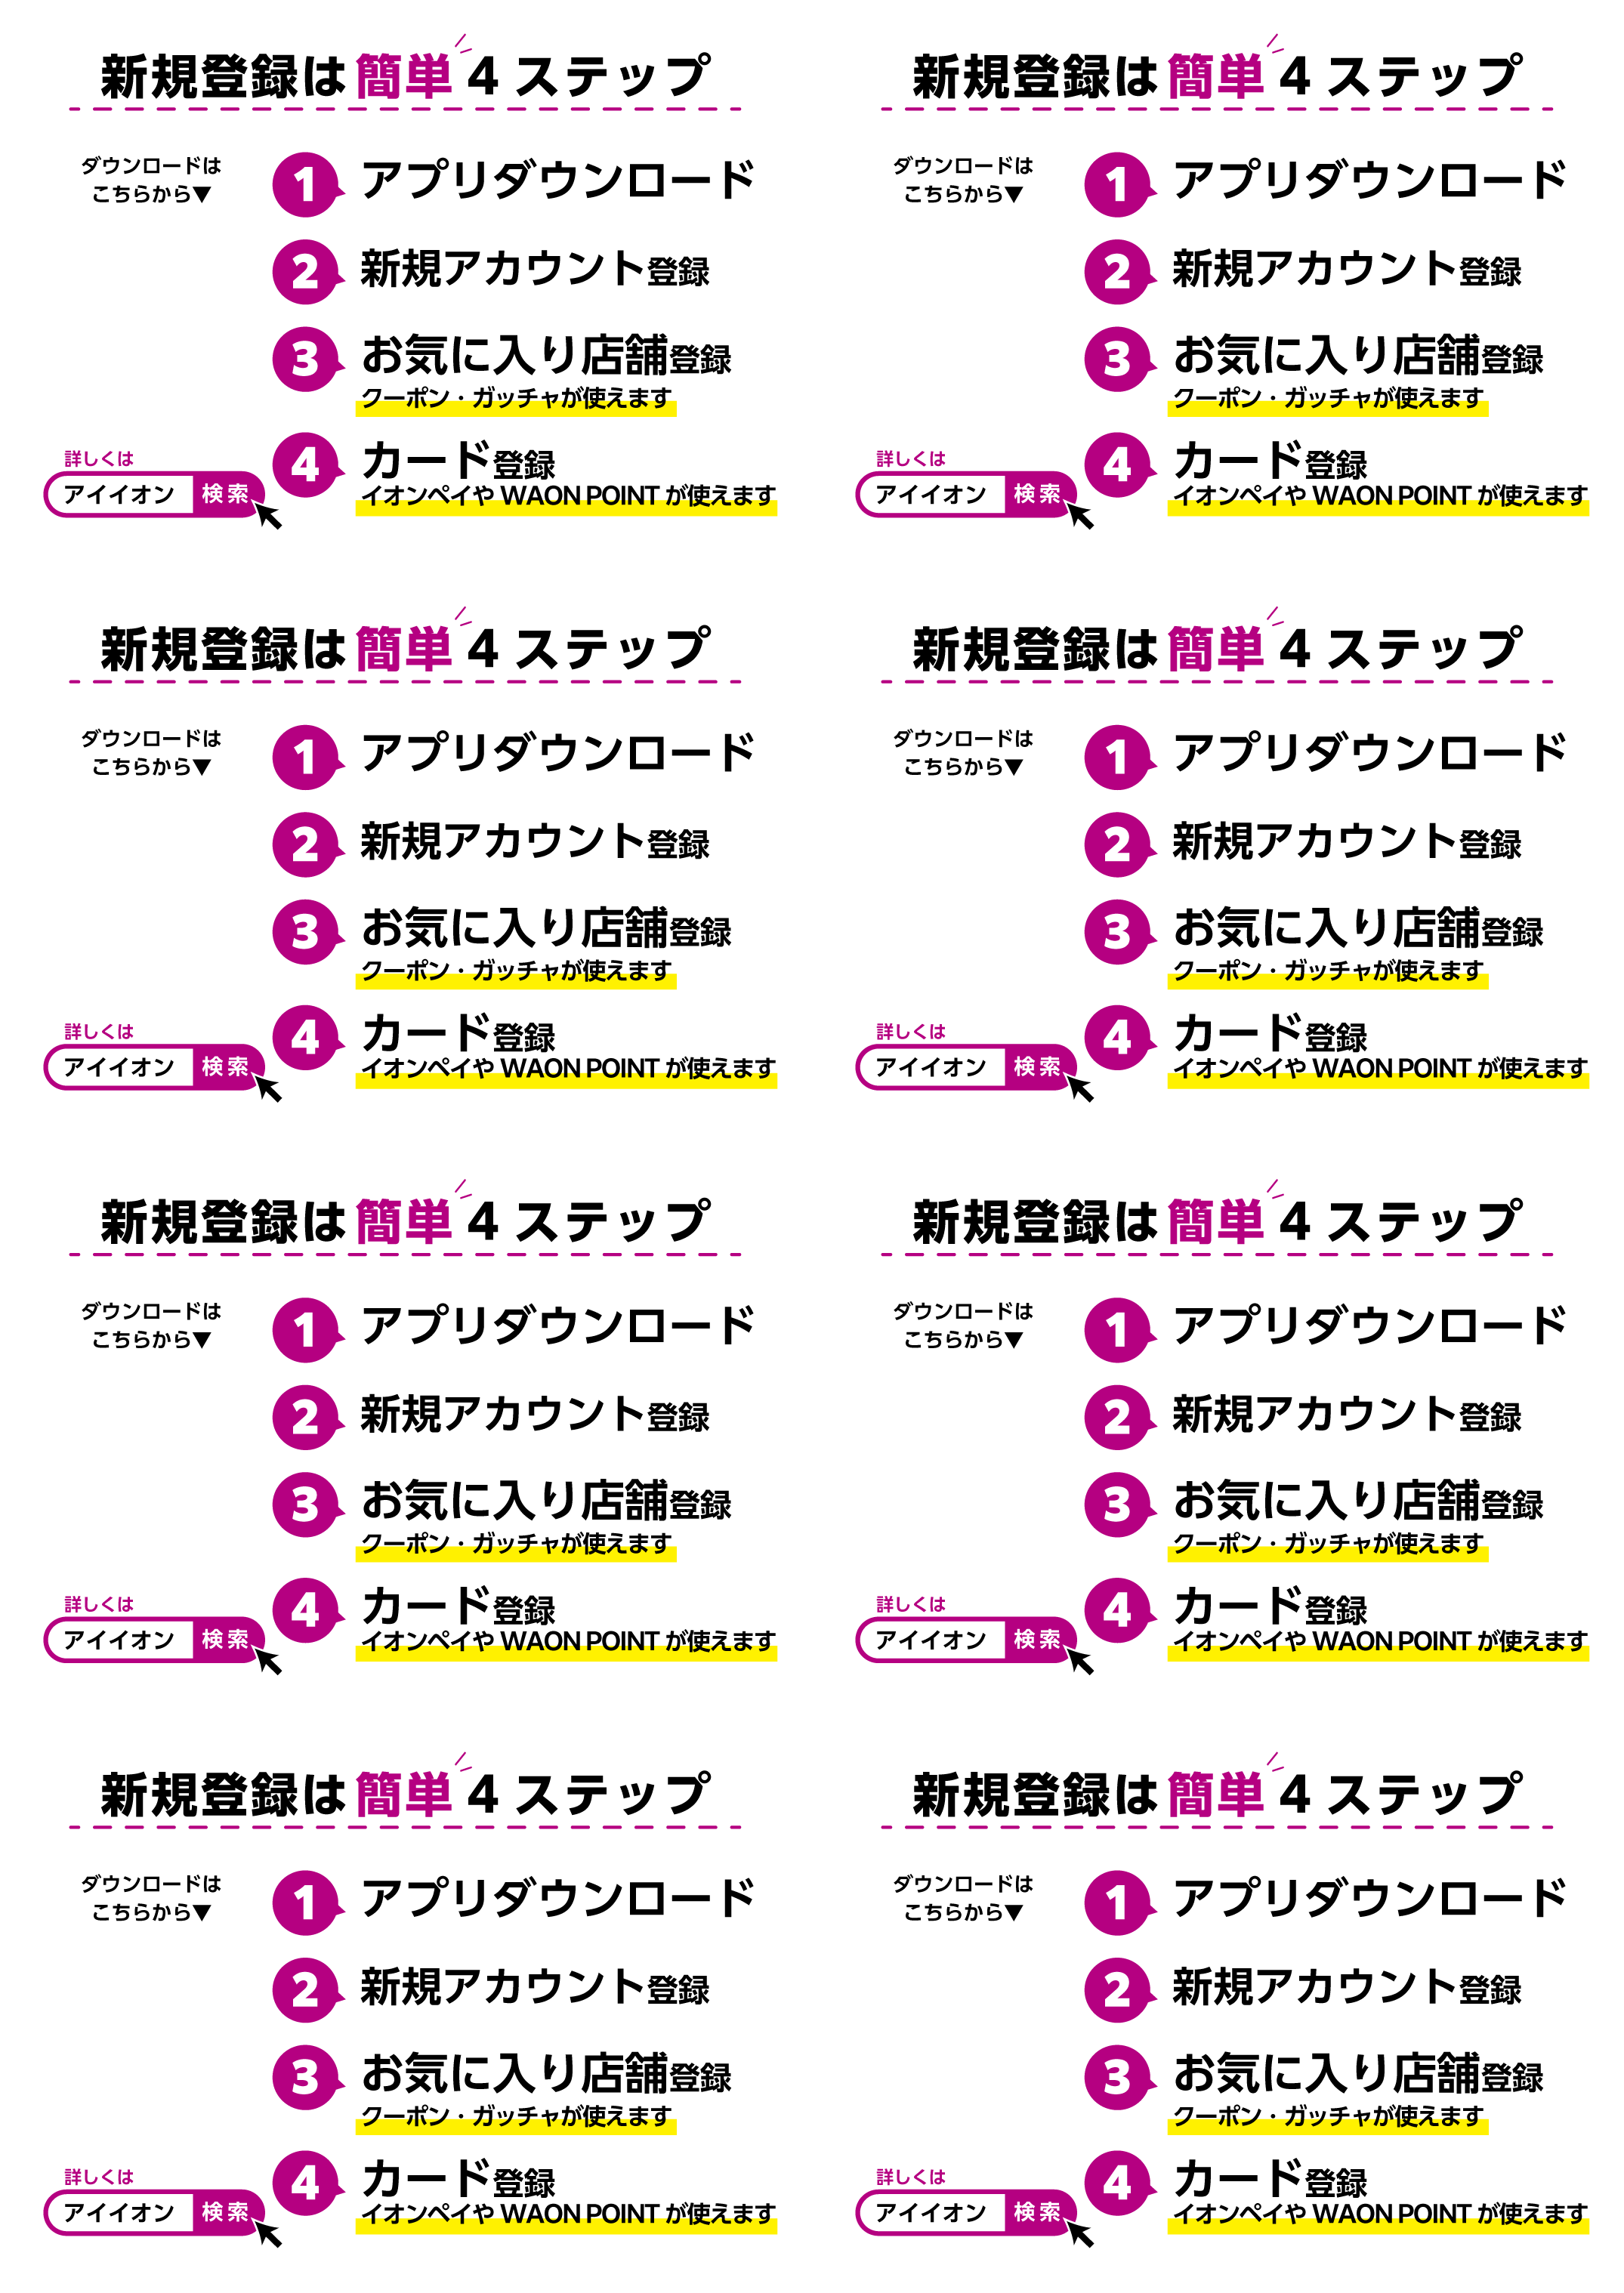 新規登録は簡単4ステップ
ダウンロードは
こちらから▼
1 アプリダウンロード
2 新規アカウント登録
3 お気に入り店舗登録
クーポン・ガッチャが使えます
4 カード登録
イオンペイや WAON POINT が使えます
詳しくは
アイイオン 検索
新規登録は簡単4ステップ
ダウンロードは
こちらから▼
1 アプリダウンロード
2 新規アカウント登録
3 お気に入り店舗登録
クーポン・ガッチャが使えます
4 カード登録
イオンペイや WAON POINT が使えます
詳しくは
アイイオン 検索
新規登録は簡単4ステップ
ダウンロードは
こちらから▼
1 アプリダウンロード
2 新規アカウント登録
3 お気に入り店舗登録
クーポン・ガッチャが使えます
4 カード登録
イオンペイや WAON POINT が使えます
詳しくは
アイイオン 検索
新規登録は簡単4ステップ
ダウンロードは
こちらから▼
1 アプリダウンロード
2 新規アカウント登録
3 お気に入り店舗登録
クーポン・ガッチャが使えます
4 カード登録
イオンペイや WAON POINT が使えます
詳しくは
アイイオン 検索
新規登録は簡単4ステップ
ダウンロードは
こちらから▼
1 アプリダウンロード
2 新規アカウント登録
3 お気に入り店舗登録
クーポン・ガッチャが使えます
4 カード登録
イオンペイや WAON POINT が使えます
詳しくは
アイイオン 検索
新規登録は簡単4ステップ
ダウンロードは
こちらから▼
1 アプリダウンロード
2 新規アカウント登録
3 お気に入り店舗登録
クーポン・ガッチャが使えます
4 カード登録
イオンペイや WAON POINT が使えます
詳しくは
アイイオン 検索
新規登録は簡単4ステップ
ダウンロードは
こちらから▼
1 アプリダウンロード
2 新規アカウント登録
3 お気に入り店舗登録
クーポン・ガッチャが使えます
4 カード登録
イオンペイや WAON POINT が使えます
詳しくは
アイイオン 検索
新規登録は簡単4ステップ
ダウンロードは
こちらから▼
1 アプリダウンロード
2 新規アカウント登録
3 お気に入り店舗登録
クーポン・ガッチャが使えます
4 カード登録
イオンペイや WAON POINT が使えます
詳しくは
アイイオン 検索